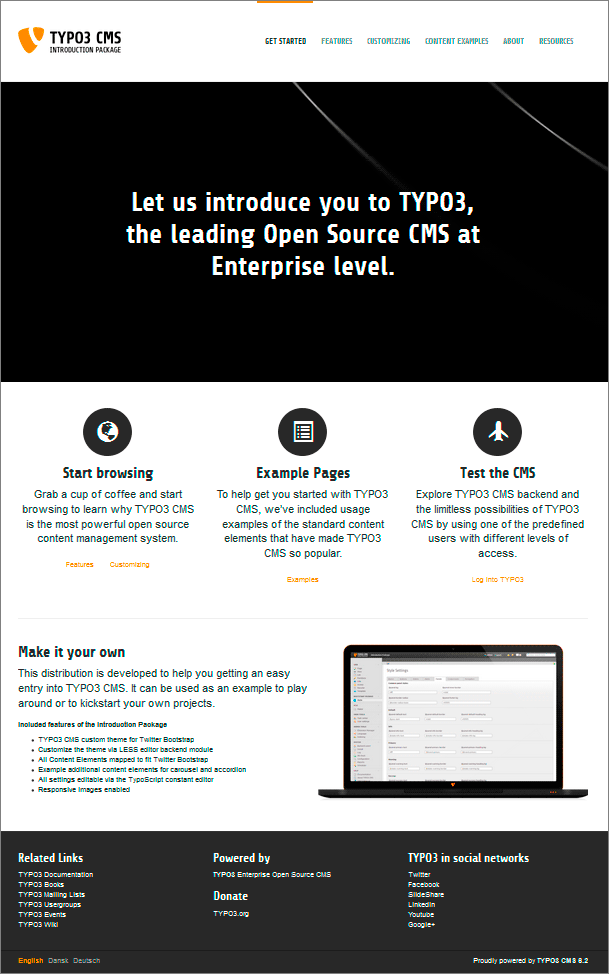 TYPO3 CMS
INTRODUCTION PACKAGE
GET STARTED FEATURES CUSTOMIZING CONTENT EXAMPLES ABOUT RESOURCES
Let us introduce you to TYPO3,
the leading Open Source CMS at
Enterprise level.
Start browsing
Grab a cup of coffee and start
browsing to learn why TYPO3 CMS
is the most powerful open source
content management system.
Features Customizing
Example Pages
To help get you started with TYPO3
CMS, we've included usage
examples of the standard content
elements that have made TYPO3
CMS so popular.
Examples
Test the CMS
Explore TYPO3 CMS backend and
the limitless possibilities of TYPO3
CMS by using one of the predefined
users with different levels of
access.
Log into TYPO3
Make it your own
This distribution is developed to help you getting an easy
entry into TYPO3 CMS. It can be used as an example to play
around or to kickstart your own projects.
Included features of the Introduction Package
TYPO3 CMS custom theme for Twitter Bootstrap
Customize the theme via LESS editor backend module
All Content Elements mapped to fit Twitter Bootstrap
Example additional content elements for carousel and accordion
All settings editable via the TypoScript constant editor
Responsive images enabled
Related Links
TYPO3 Documentation
TYPO3 Books
TYPO3 Mailing Lists
TYPO3 Usergroups
TYPO3 Events
TYPO3 Wiki
Powered by
TYPO3 Enterprise Open Source CMS
Donate
TYPO3.org
TYPO3 in social networks
Twitter
Facebook
SlideShare
LinkedIn
Youtube
Google+
English Dansk Deutsch
Proudly powered by TYPO3 CMS 6.2